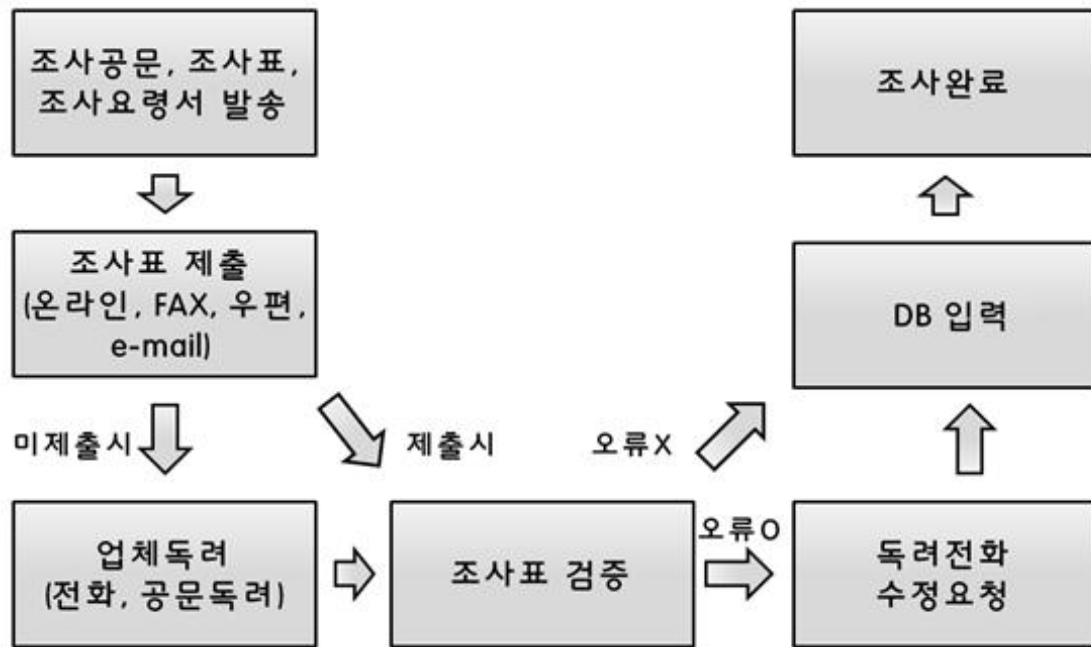 조사공문, 조사표,
조사요령서 발송
조사표 제출
(온라인, FAX, 우편,
e-mail)
미제출시
제출시
업체독려
(전화, 공문독려)
조사표 검증
오류X
오류O
독려전화
수정요청
DB 입력
조사완료